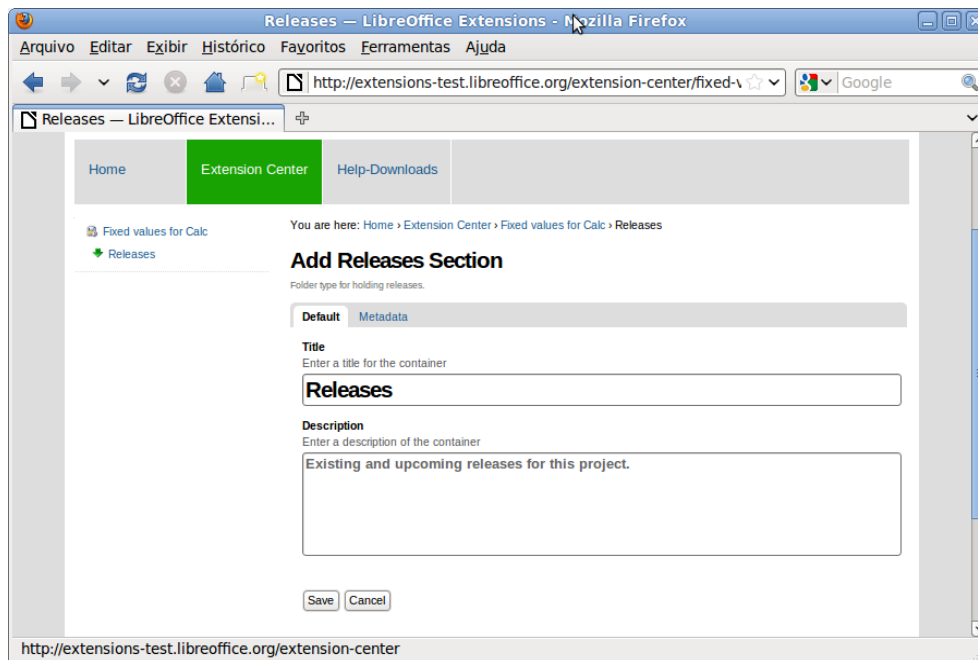 Releases — LibreOffice Extensions - Mozilla Firefox
Arquivo Editar Exibir Histórico Favoritos Ferramentas Ajuda
http://extensions-test.libreoffice.org/extension-center/fixed-v Google
Releases — LibreOffice Extensi...
Home Extension Center Help-Downloads
Fixed values for Calc
Releases
You are here: Home › Extension Center › Fixed values for Calc › Releases
Add Releases Section
Folder type for holding releases.
Default Metadata
Title
Enter a title for the container
Releases
Description
Enter a description of the container
Existing and upcoming releases for this project.
Save Cancel
http://extensions-test.libreoffice.org/extension-center